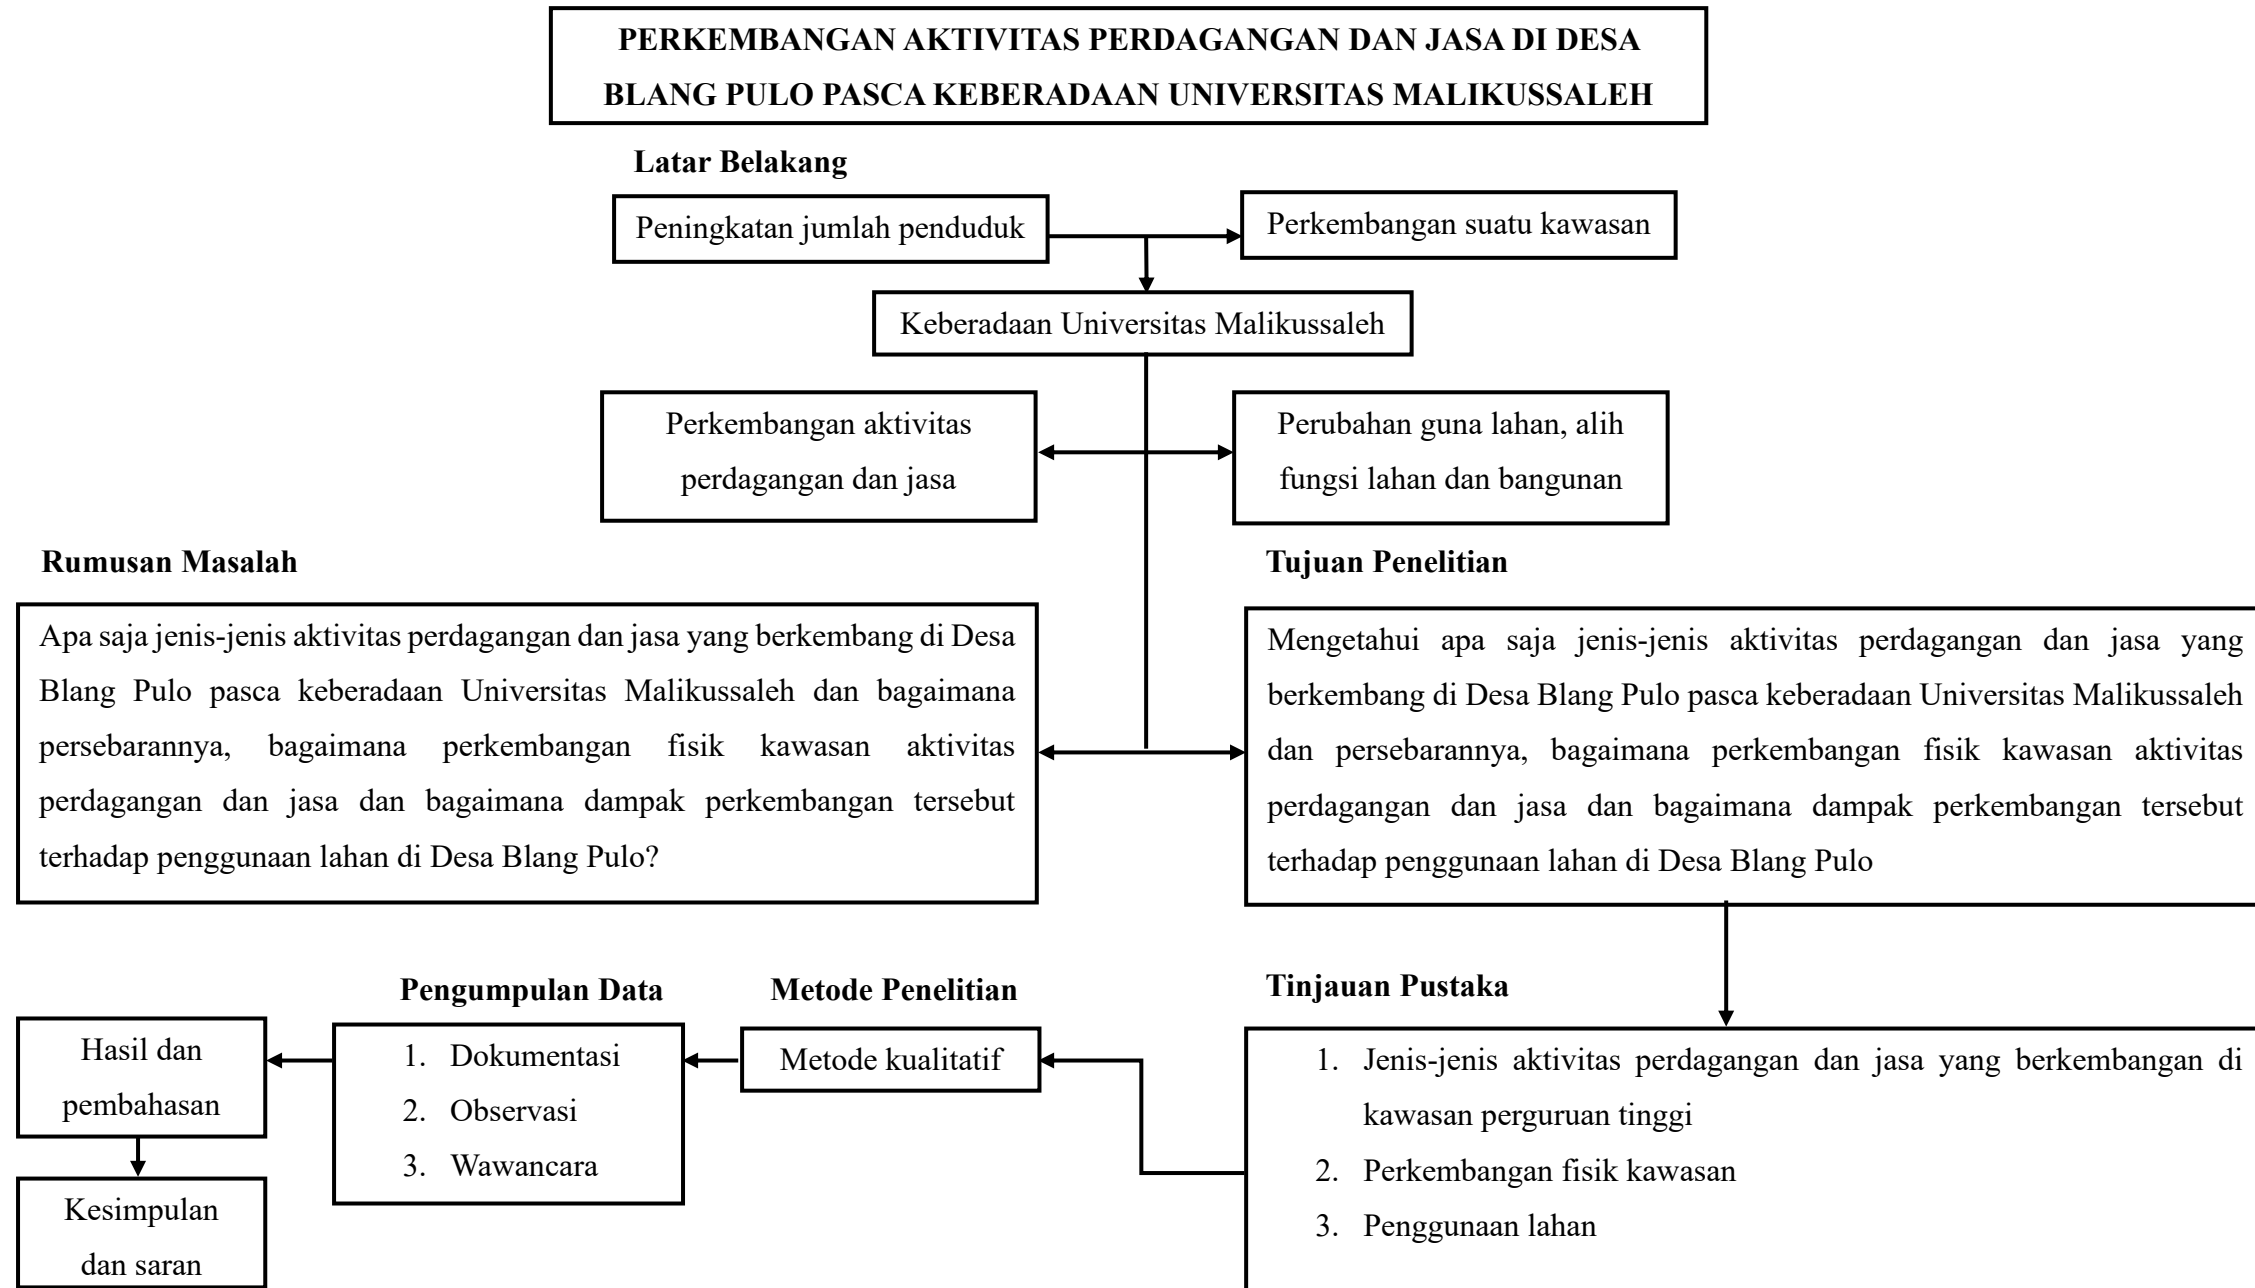 PERKEMBANGAN AKTIVITAS PERDAGANGAN DAN JASA DI DESA
BLANG PULO PASCA KEBERADAAN UNIVERSITAS MALIKUSSALEH
Latar Belakang
Peningkatan jumlah penduduk
Perkembangan suatu kawasan
Keberadaan Universitas Malikussaleh
Perkembangan aktivitas
perdagangan dan jasa
Perubahan guna lahan, alih
fungsi lahan dan bangunan
Rumusan Masalah
Apa saja jenis-jenis aktivitas perdagangan dan jasa yang berkembang di Desa
Blang Pulo pasca keberadaan Universitas Malikussaleh dan bagaimana
persebarannya, bagaimana perkembangan fisik kawasan aktivitas
perdagangan dan jasa dan bagaimana dampak perkembangan tersebut
terhadap penggunaan lahan di Desa Blang Pulo?
Tujuan Penelitian
Mengetahui apa saja jenis-jenis aktivitas perdagangan dan jasa yang
berkembang di Desa Blang Pulo pasca keberadaan Universitas Malikussaleh
dan persebarannya, bagaimana perkembangan fisik kawasan aktivitas
perdagangan dan jasa dan bagaimana dampak perkembangan tersebut
terhadap penggunaan lahan di Desa Blang Pulo
Tinjauan Pustaka
1. Jenis-jenis aktivitas perdagangan dan jasa yang berkembangan di
kawasan perguruan tinggi
2. Perkembangan fisik kawasan
3. Penggunaan lahan
Metode Penelitian
Metode kualitatif
Pengumpulan Data
1. Dokumentasi
2. Observasi
3. Wawancara
Hasil dan
pembahasan
Kesimpulan
dan saran